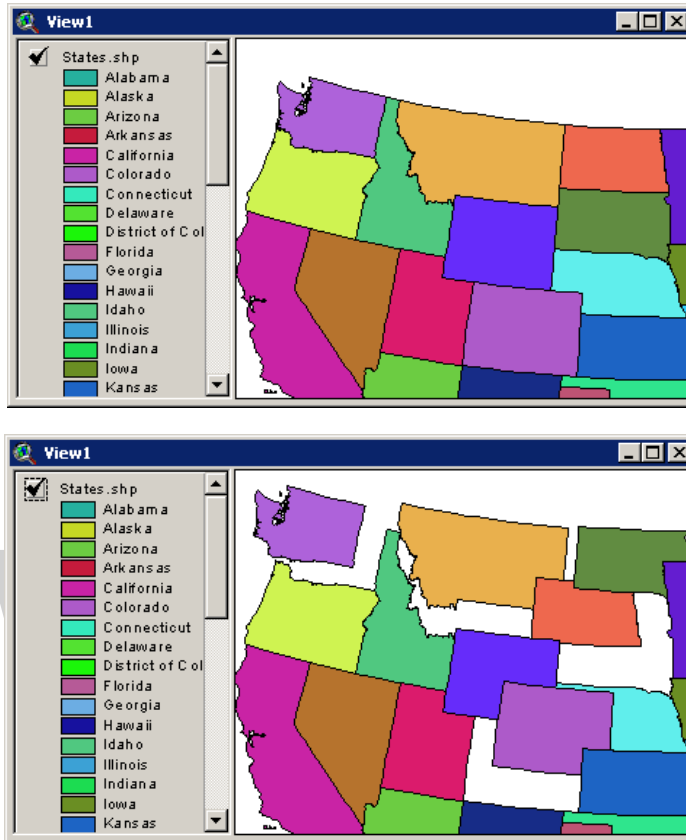 View1
States.shp
Alabama
Alaska
Arizona
Arkansas
California
Colorado
Connecticut
Delaware
District of Col
Florida
Georgia
Hawaii
Idaho
Illinois
Indiana
Iowa
Kansas
View1
States.shp
Alabama
Alaska
Arizona
Arkansas
California
Colorado
Connecticut
Delaware
District of Col
Florida
Georgia
Hawaii
Idaho
Illinois
Indiana
Iowa
Kansas